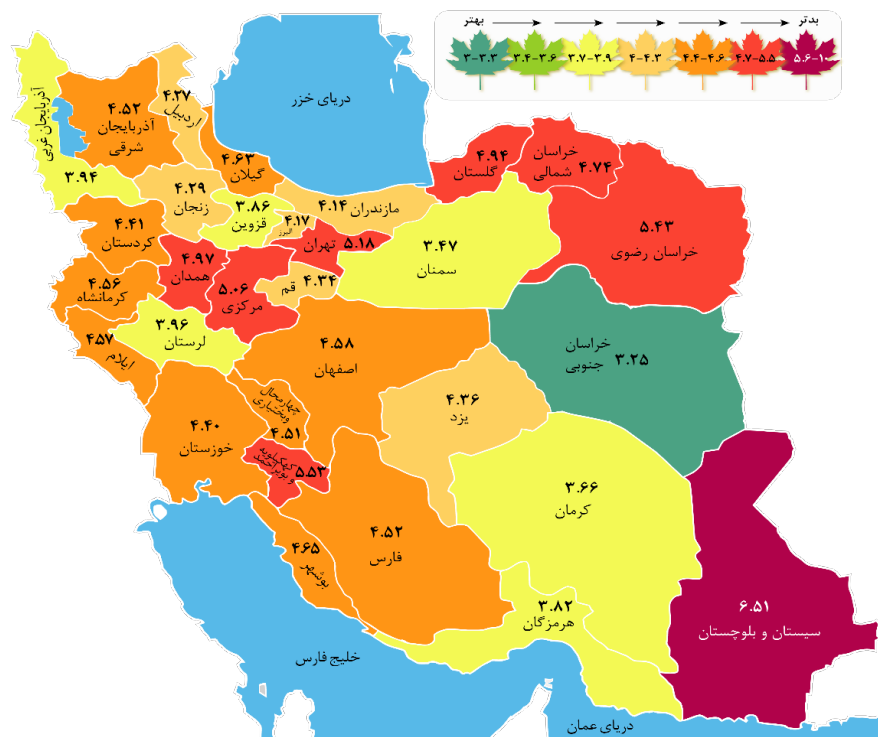 بهتر
بدتر
۳-۳.۳
۳.۴-۳.۶
۳.۷-۳.۹
۴-۴.۳
۴.۴-۴.۶
۴.۷-۵.۵
۵.۶-۱۰
دریای خزر
آذربایجان غربی
۳.۹۴
۴.۵۲
آذربایجان
شرقی
۴.۲۷
اردبیل
۴.۶۳
گیلان
۴.۹۴
گلستان
خراسان
شمالی ۴.۷۴
۵.۴۳
خراسان رضوی
۴.۲۹
زنجان
۳.۸۶
قزوین
۴.۱۷
البرز
مازندران ۴.۱۴
۴.۴۱
کردستان
۴.۹۷
همدان
تهران ۵.۱۸
۳.۴۷
سمنان
۴.۵۶
کرمانشاه
۵.۰۶
مرکزی
قم ۴.۳۴
۴.۵۷
ایلام
۳.۹۶
لرستان
۴.۵۸
اصفهان
خراسان
جنوبی ۳.۲۵
۴.۴۰
خوزستان
چهارمحال
وبختیاری
۴.۵۱
۴.۳۶
یزد
کهکیلویه
و بویراحمد
۵.۵۳
۳.۶۶
کرمان
۴.۶۵
بوشهر
۴.۵۲
فارس
۳.۸۲
هرمزگان
۶.۵۱
سیستان و بلوچستان
خلیج فارس
دریای عمان